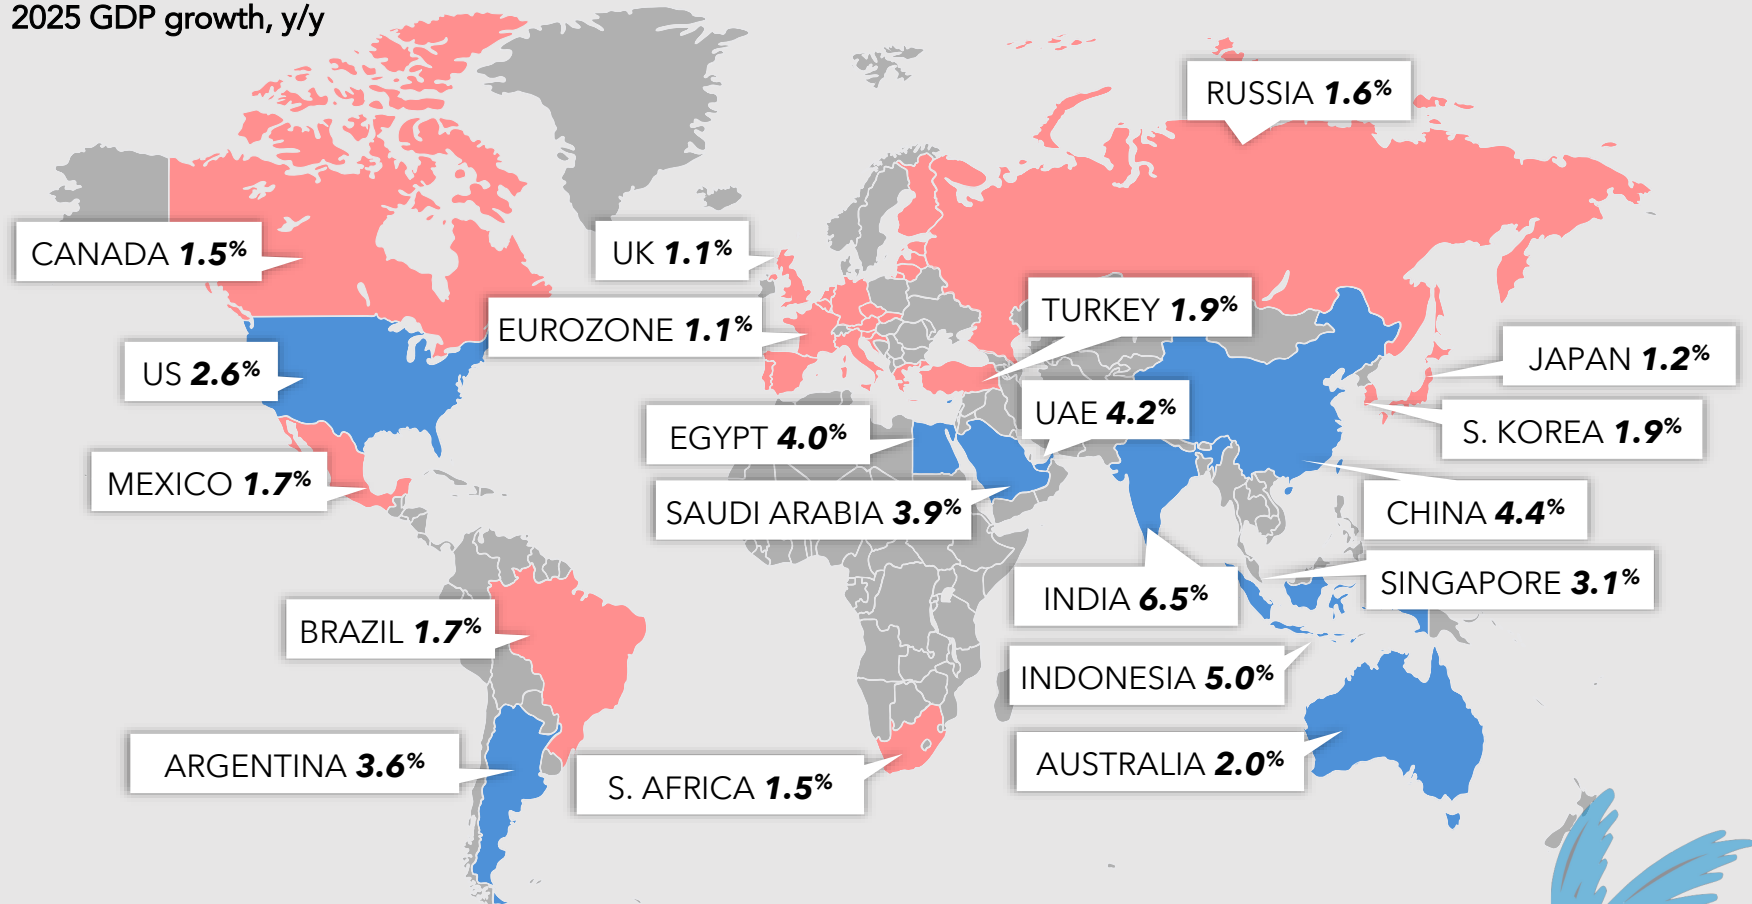 2025 GDP growth, y/y
RUSSIA 1.6%
CANADA 1.5%
UK 1.1%
TURKEY 1.9%
EUROZONE 1.1%
JAPAN 1.2%
US 2.6%
UAE 4.2%
S. KOREA 1.9%
EGYPT 4.0%
MEXICO 1.7%
SAUDI ARABIA 3.9%
CHINA 4.4%
SINGAPORE 3.1%
INDIA 6.5%
BRAZIL 1.7%
INDONESIA 5.0%
ARGENTINA 3.6%
AUSTRALIA 2.0%
S. AFRICA 1.5%